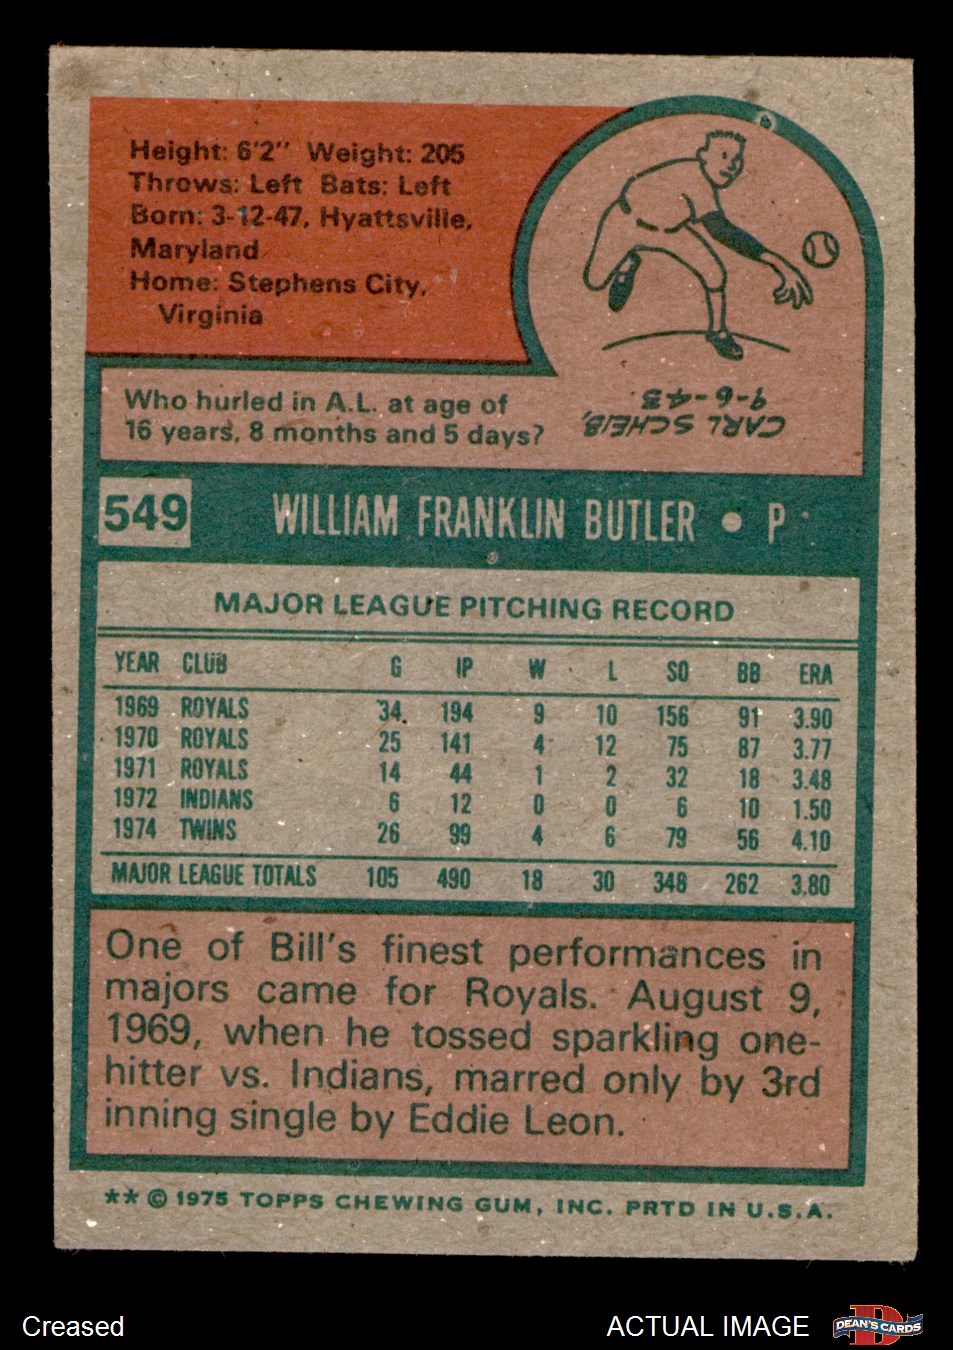 Height: 6'2" Weight: 205
Throws: Left Bats: Left
Born: 3-12-47, Hyattsville,
Maryland
Home: Stephens City,
Virginia
Who hurled in A.L. at age of
16 years, 8 months and 5 days?
CARL SCHEIB,
9-6-43.
549 WILLIAM FRANKLIN BUTLER • P
MAJOR LEAGUE PITCHING RECORD
YEAR CLUB G IP W L SO BB ERA
1969 ROYALS 34 194 9 10 156 91 3.90
1970 ROYALS 25 141 4 12 75 87 3.77
1971 ROYALS 14 44 1 2 32 18 3.48
1972 INDIANS 6 12 0 0 6 10 1.50
1974 TWINS 26 99 4 6 79 56 4.10
MAJOR LEAGUE TOTALS 105 490 18 30 348 262 3.80
One of Bill's finest performances in
majors came for Royals. August 9,
1969, when he tossed sparkling one-
hitter vs. Indians, marred only by 3rd
inning single by Eddie Leon.
** © 1975 TOPPS CHEWING GUM, INC. PRTD IN U.S.A.
Creased
ACTUAL IMAGE
D
DEAN'S CARDS